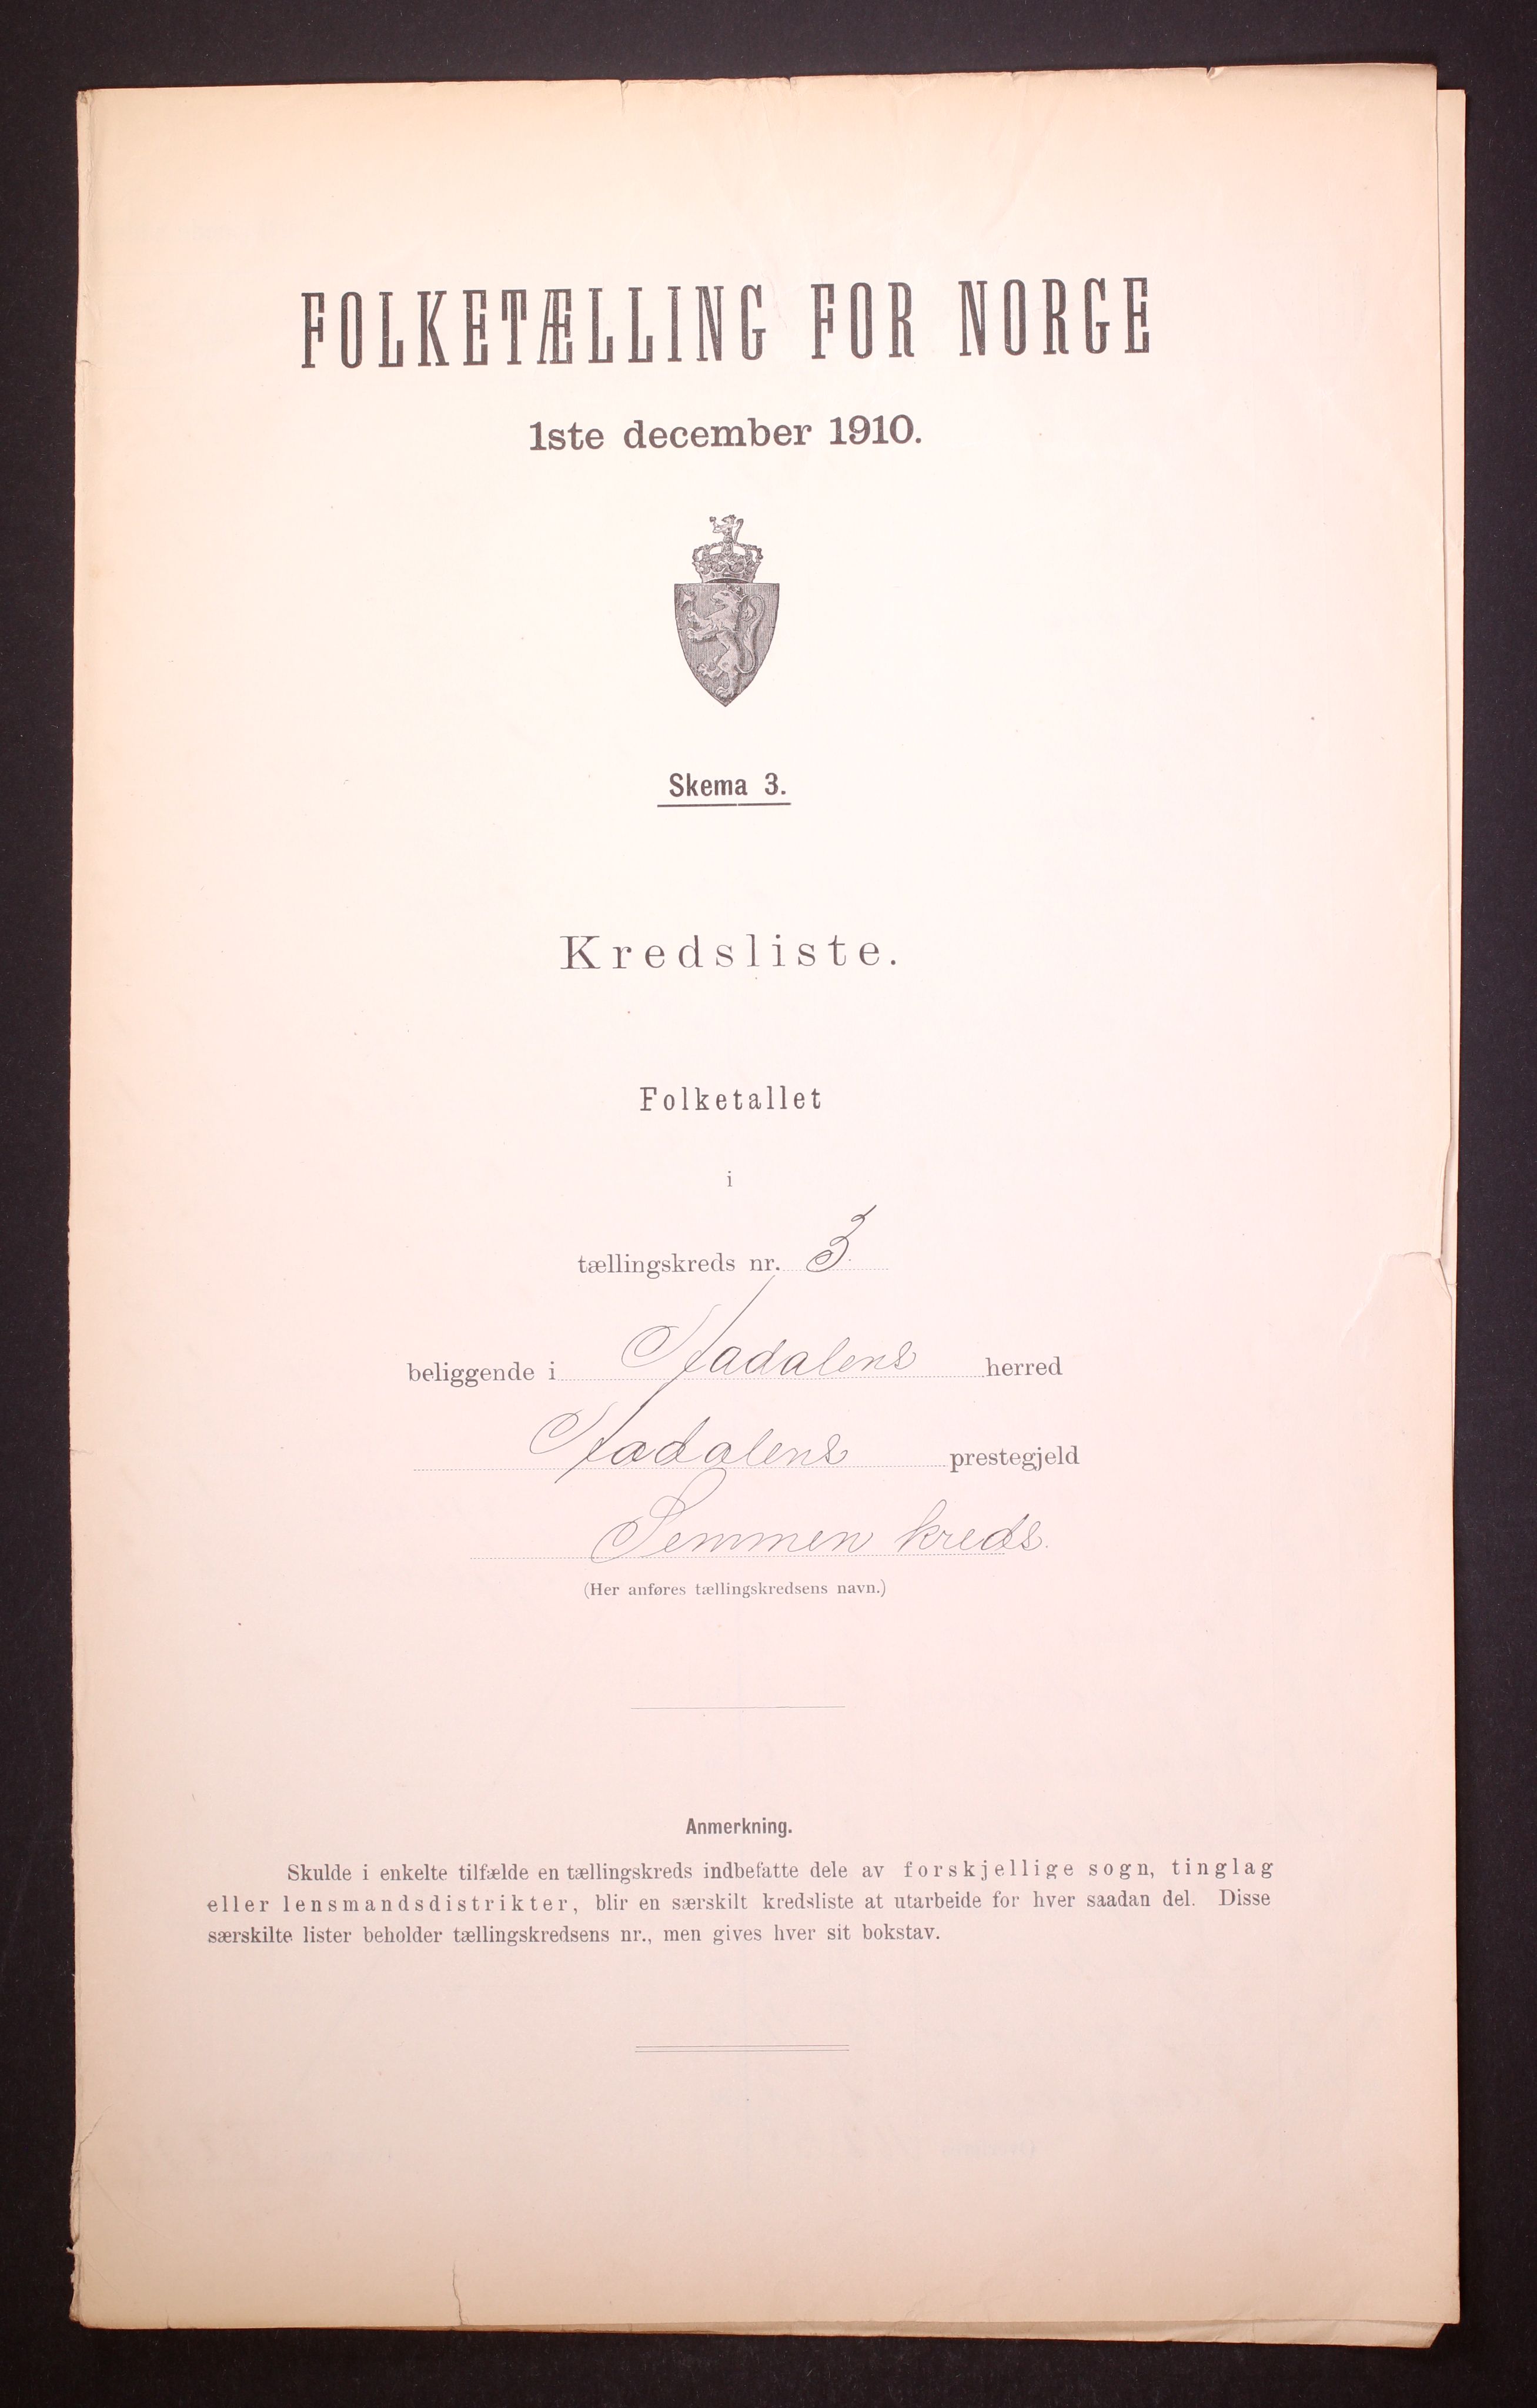 FOLKETÆLLING FOR NORGE
1ste december 1910.
Skema 3.
Kredsliste.
Folketallet
i
tællingskreds nr. 3.
beliggende i Aadalens herred
Aadalens prestegjeld
Semmen kreds.
(Her anføres tællingskredsens navn.)
Anmerkning.
Skulde i enkelte tilfælde en tællingskreds indbefatte dele av forskjellige sogn, tinglag
eller lensmandsdistrikter, blir en særskilt kredsliste at utarbeide for hver saadan del. Disse
særskilte lister beholder tællingskredsens nr., men gives hver sit bokstav.